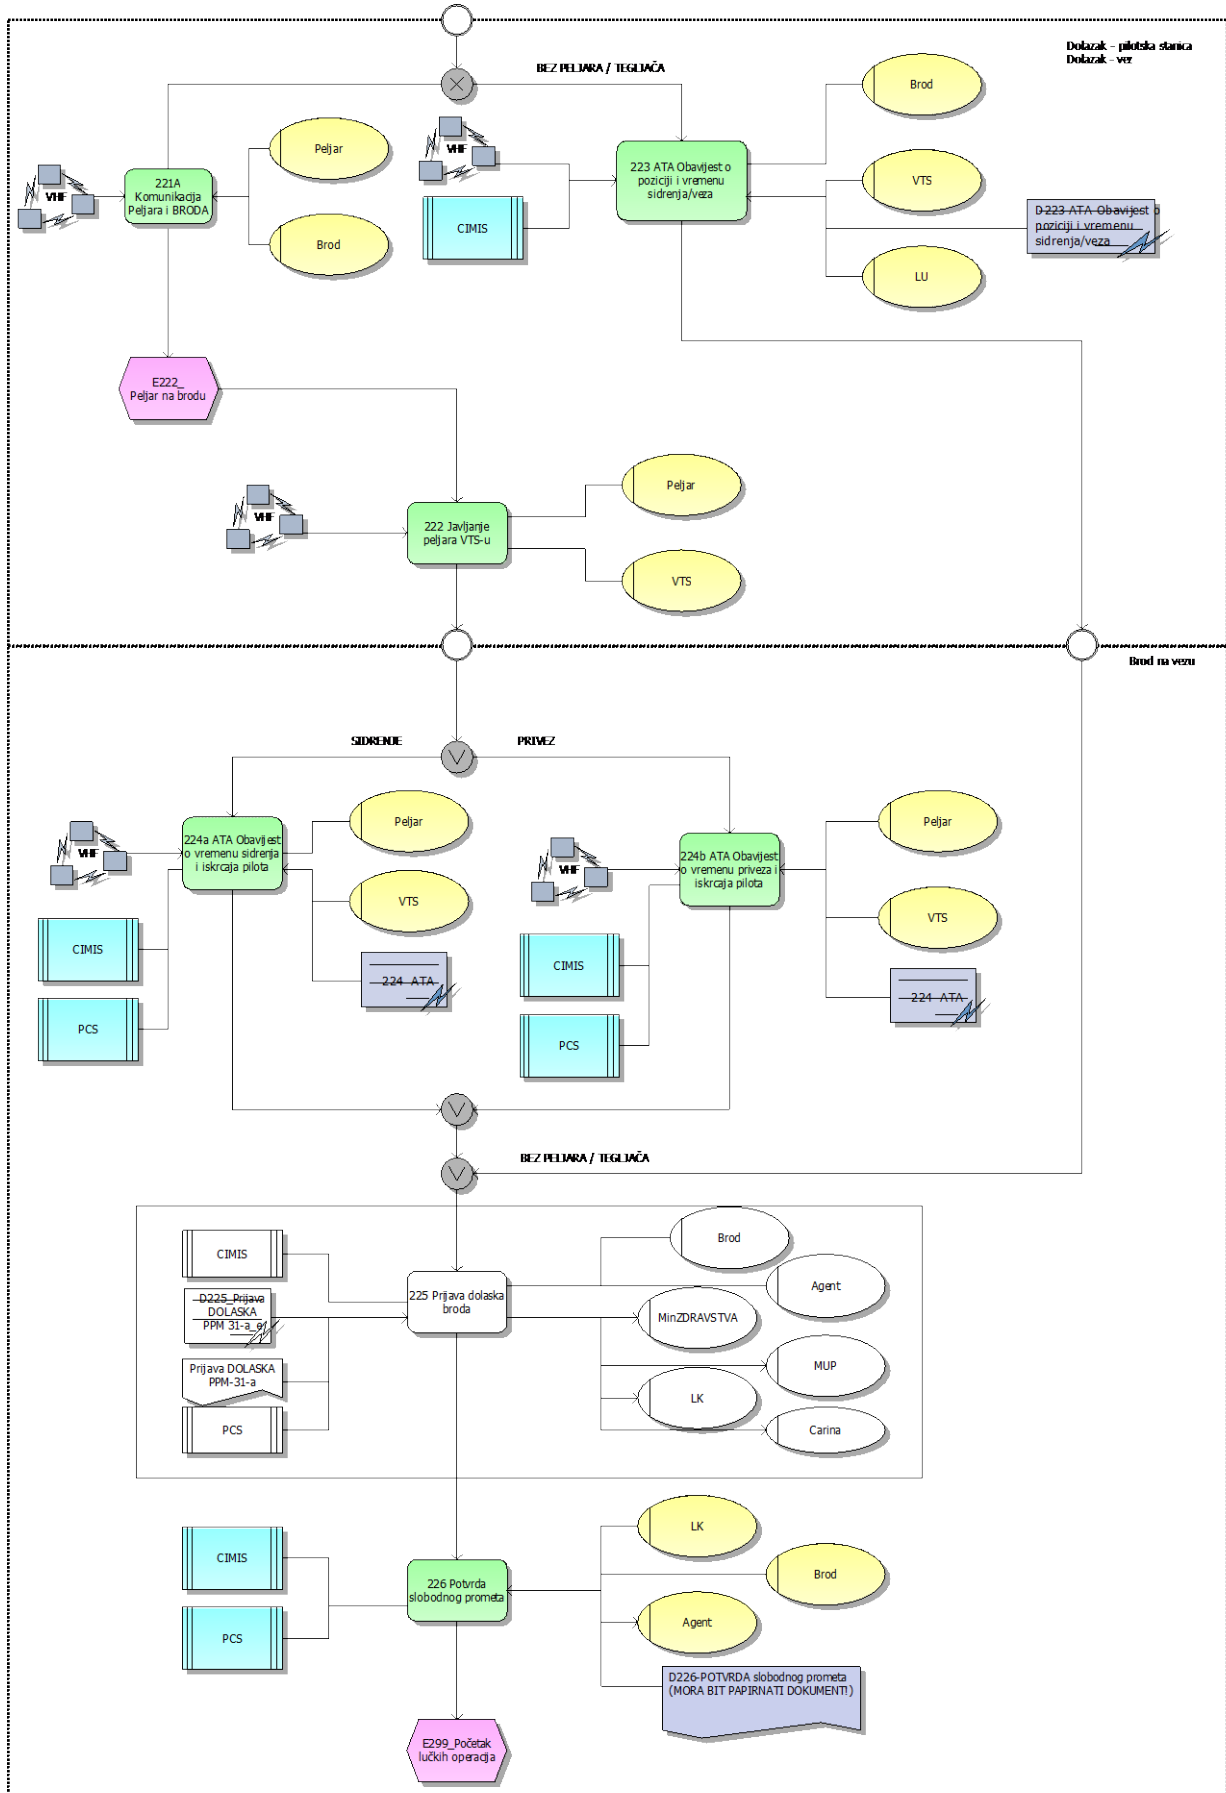 Dolazak - pilotska stanica
Dolazak - vez
BEZ PELJARA / TEGLJAČA
Brod
Peljar
VHF
VHF
221A
Komunikacija
Peljara i BRODA
223 ATA Obavijest o
poziciji i vremenu
sidrenja/veza
VTS
CIMIS
Brod
D223 ATA Obavijest o
poziciji i vremenu
sidrenja/veza
LU
E222_
Peljar na brodu
Peljar
VHF
222 Javljanje
peljara VTS-u
VTS
Brod na vezu
SIDRENJE
PRIVEZ
Peljar
Peljar
VHF
224a ATA Obavijest
o vremenu sidrenja
i iskrcaja pilota
VHF
224b ATA Obavijest
o vremenu priveza i
iskrcaja pilota
VTS
VTS
CIMIS
CIMIS
224 ATA
224 ATA
PCS
PCS
BEZ PELJARA / TEGLJAČA
Brod
CIMIS
Agent
225 Prijava dolaska
broda
D225_Prijava
DOLASKA
PPM 31-a_e
MinZDRAVSTVA
Prijava DOLASKA
PPM-31-a
MUP
LK
PCS
Carina
LK
CIMIS
Brod
226 Potvrda
slobodnog prometa
Agent
PCS
D226-POTVRDA slobodnog prometa
(MORA BIT PAPIRNATI DOKUMENT!)
E299_Početak
lučkih operacija